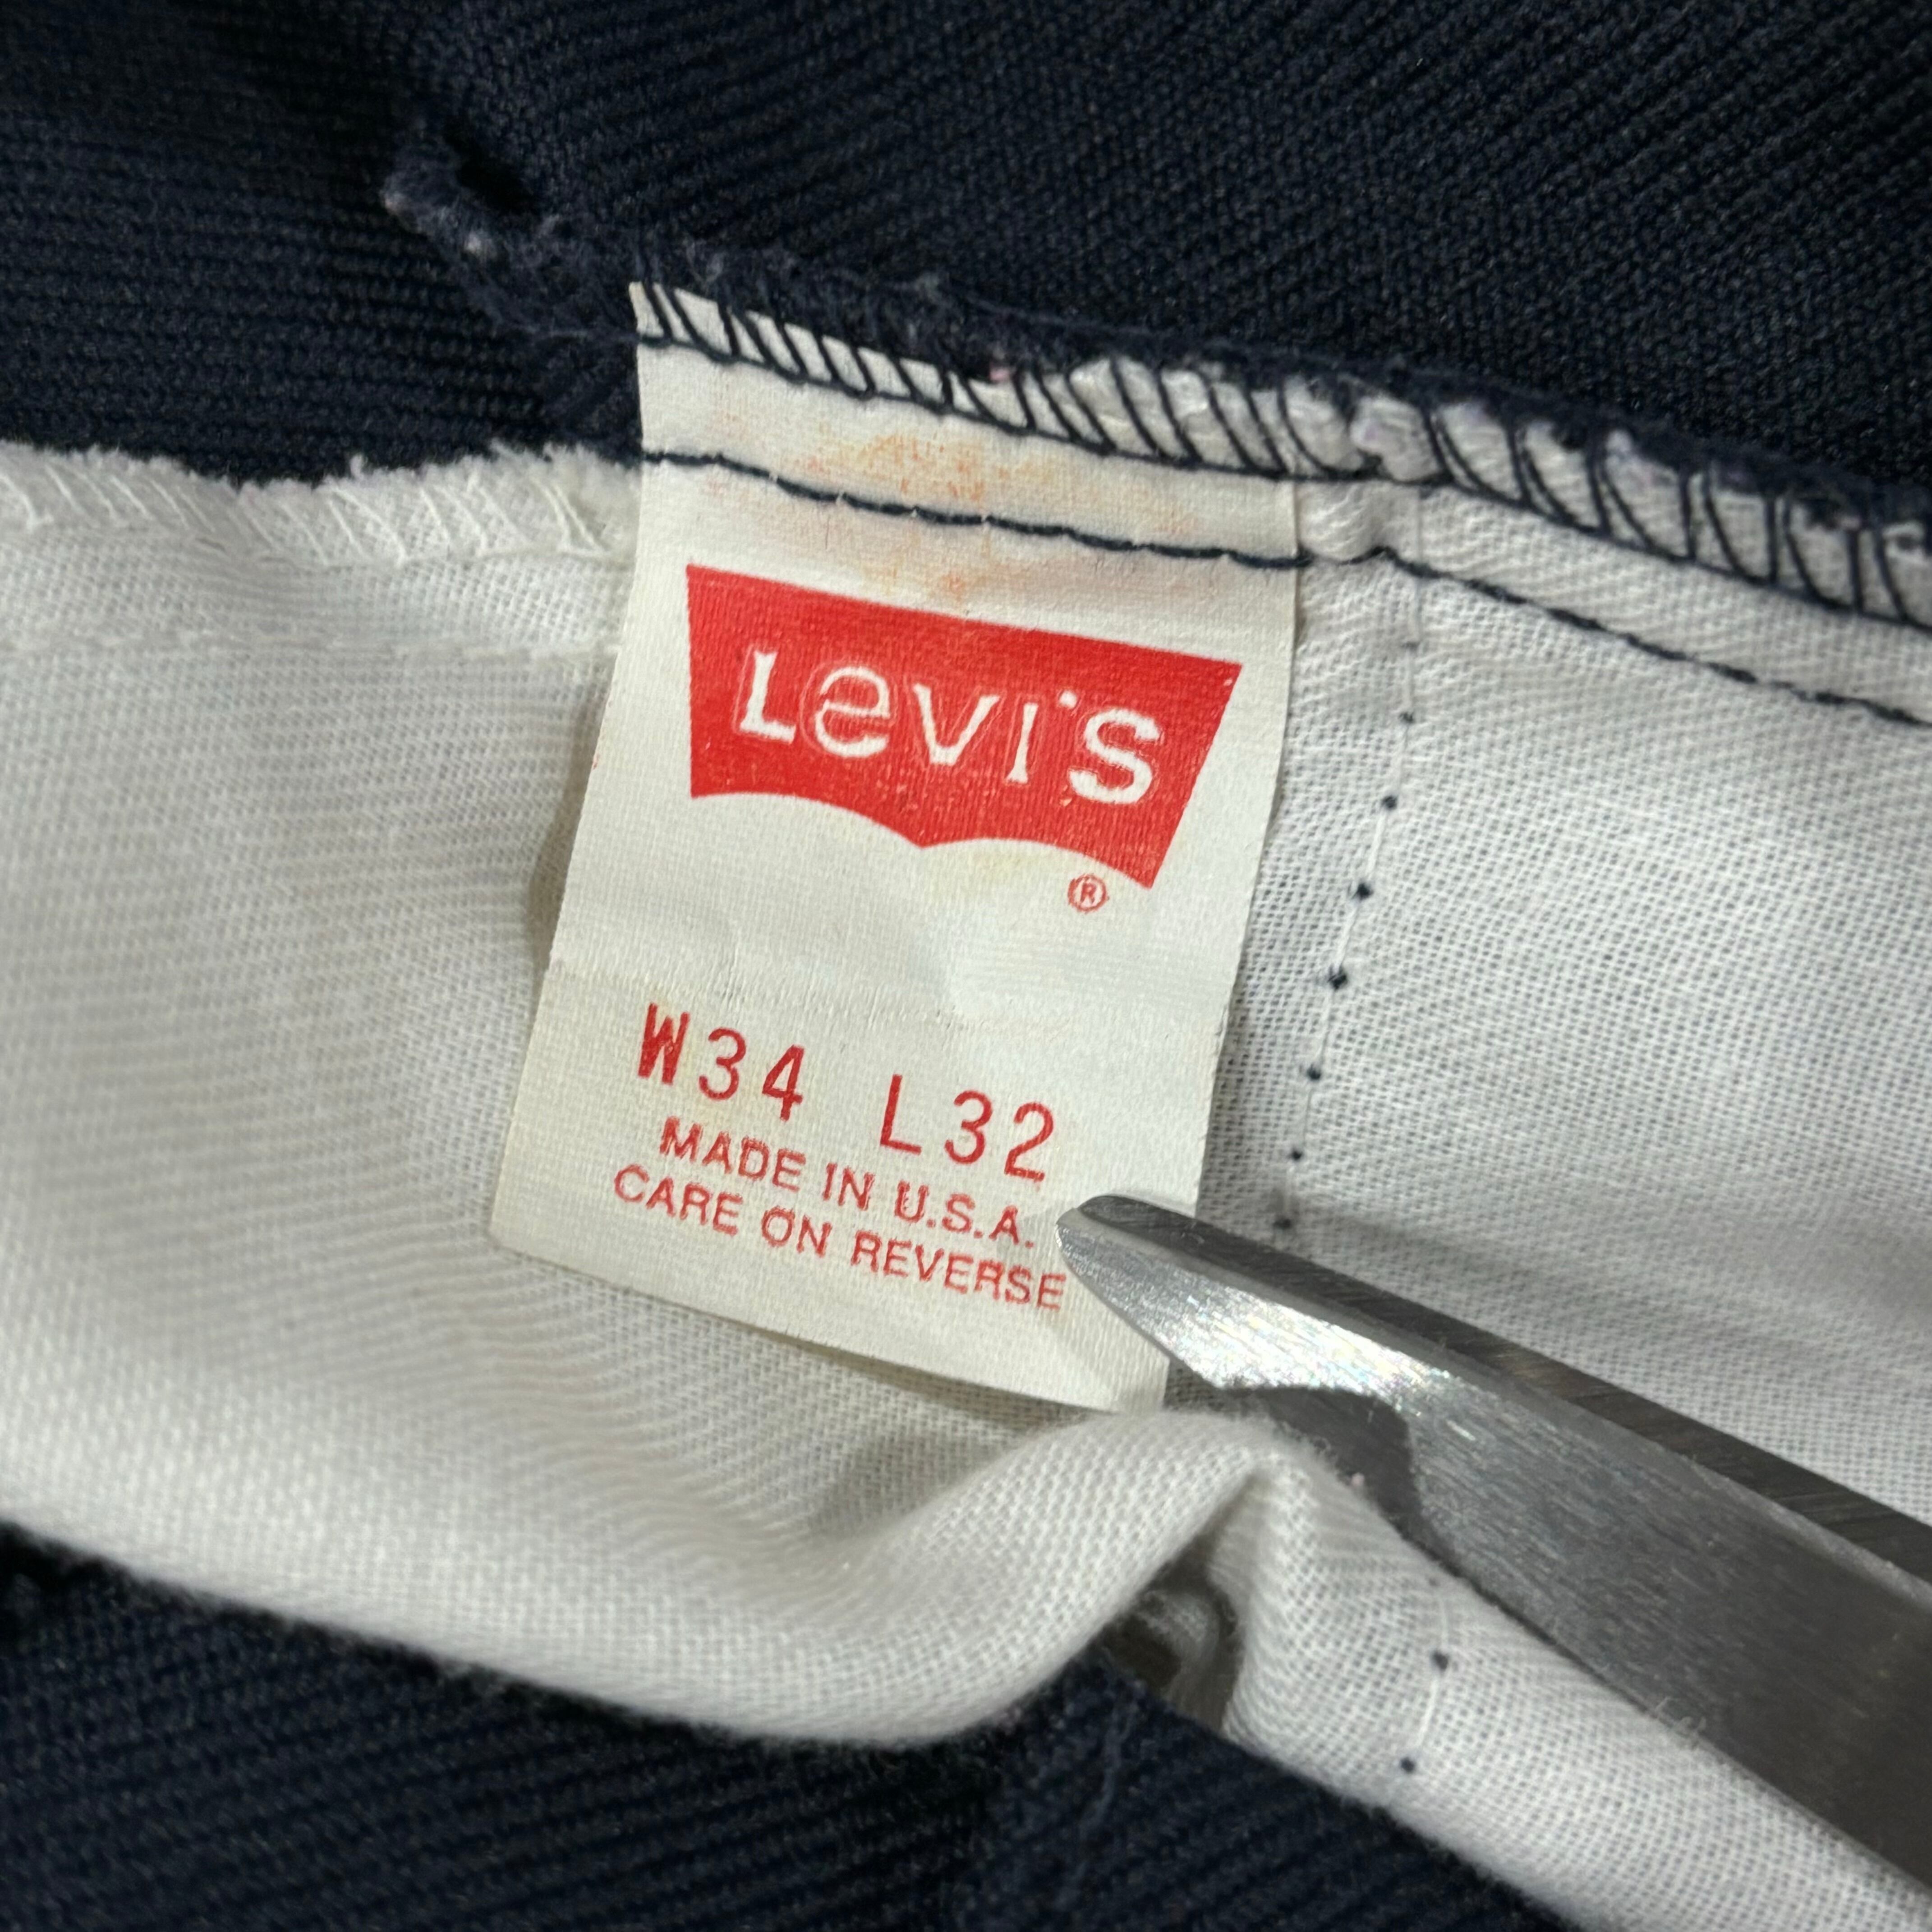 Levi's
®
W34 L32
MADE IN U.S.A.
CARE ON REVERSE